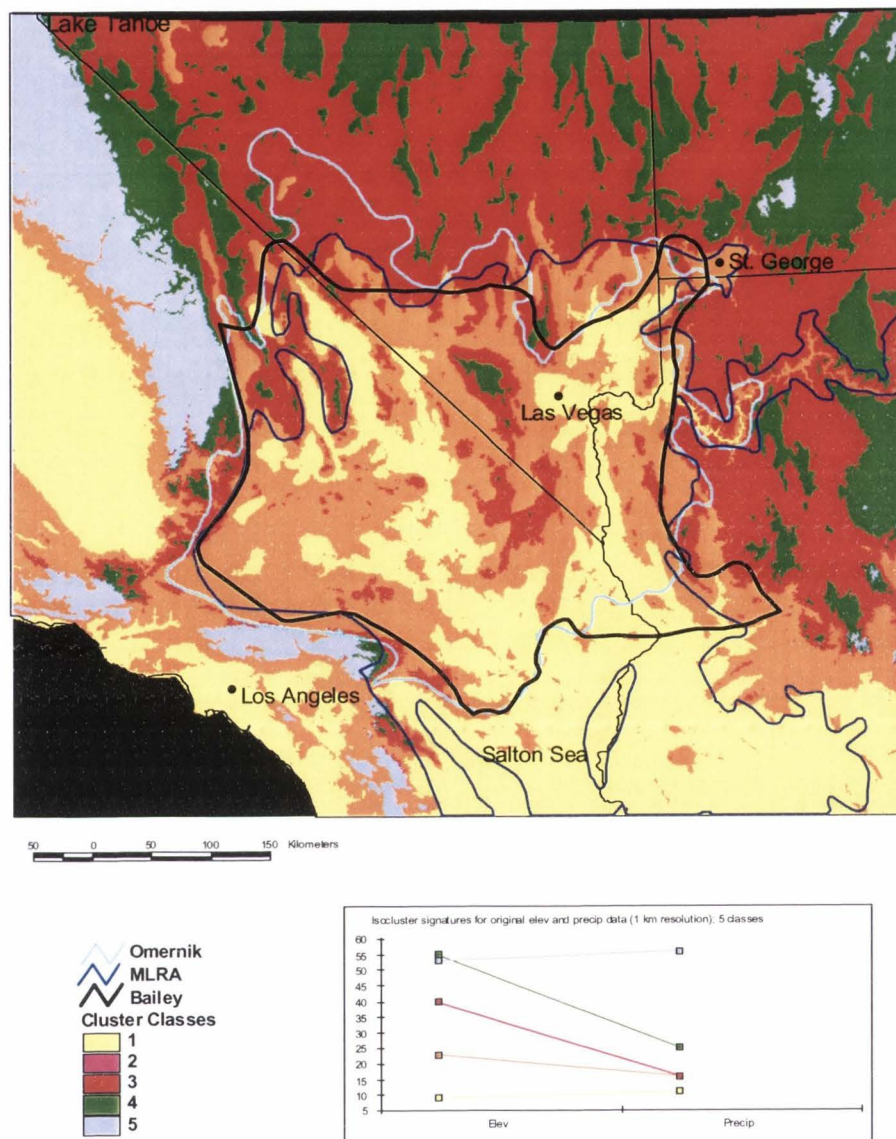 Lake Tahoe
St. George
Las Vegas
Los Angeles
Salton Sea
50 0 50 100 150 Kilometers
Omernik
MLRA
Bailey
Cluster Classes
1
2
3
4
5
Isocluster signatures for original elev and precip data (1 km resolution); 5 classes
60
55
50
45
40
35
30
25
20
15
10
5
Elev
Precip